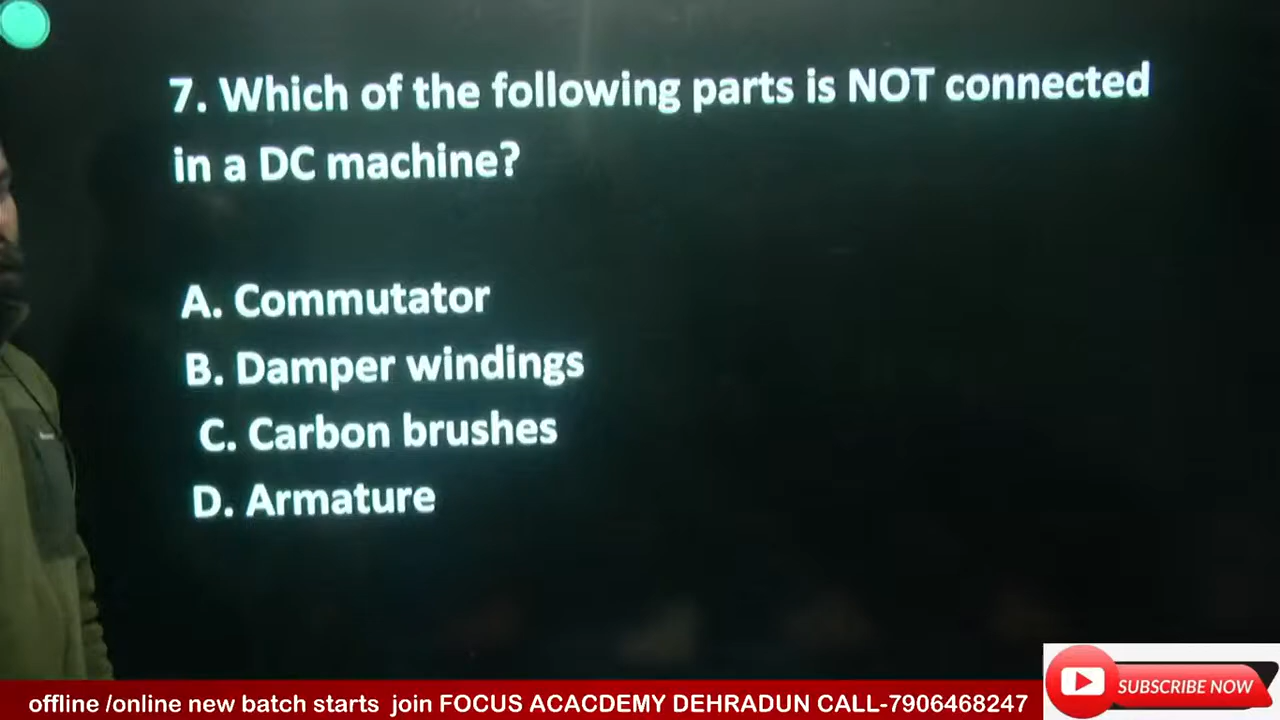 7. Which of the following parts is NOT connected
in a DC machine?
A. Commutator
B. Damper windings
C. Carbon brushes
D. Armature
SUBSCRIBE NOW
offline /online new batch starts join FOCUS ACACDEMY DEHRADUN CALL-7906468247